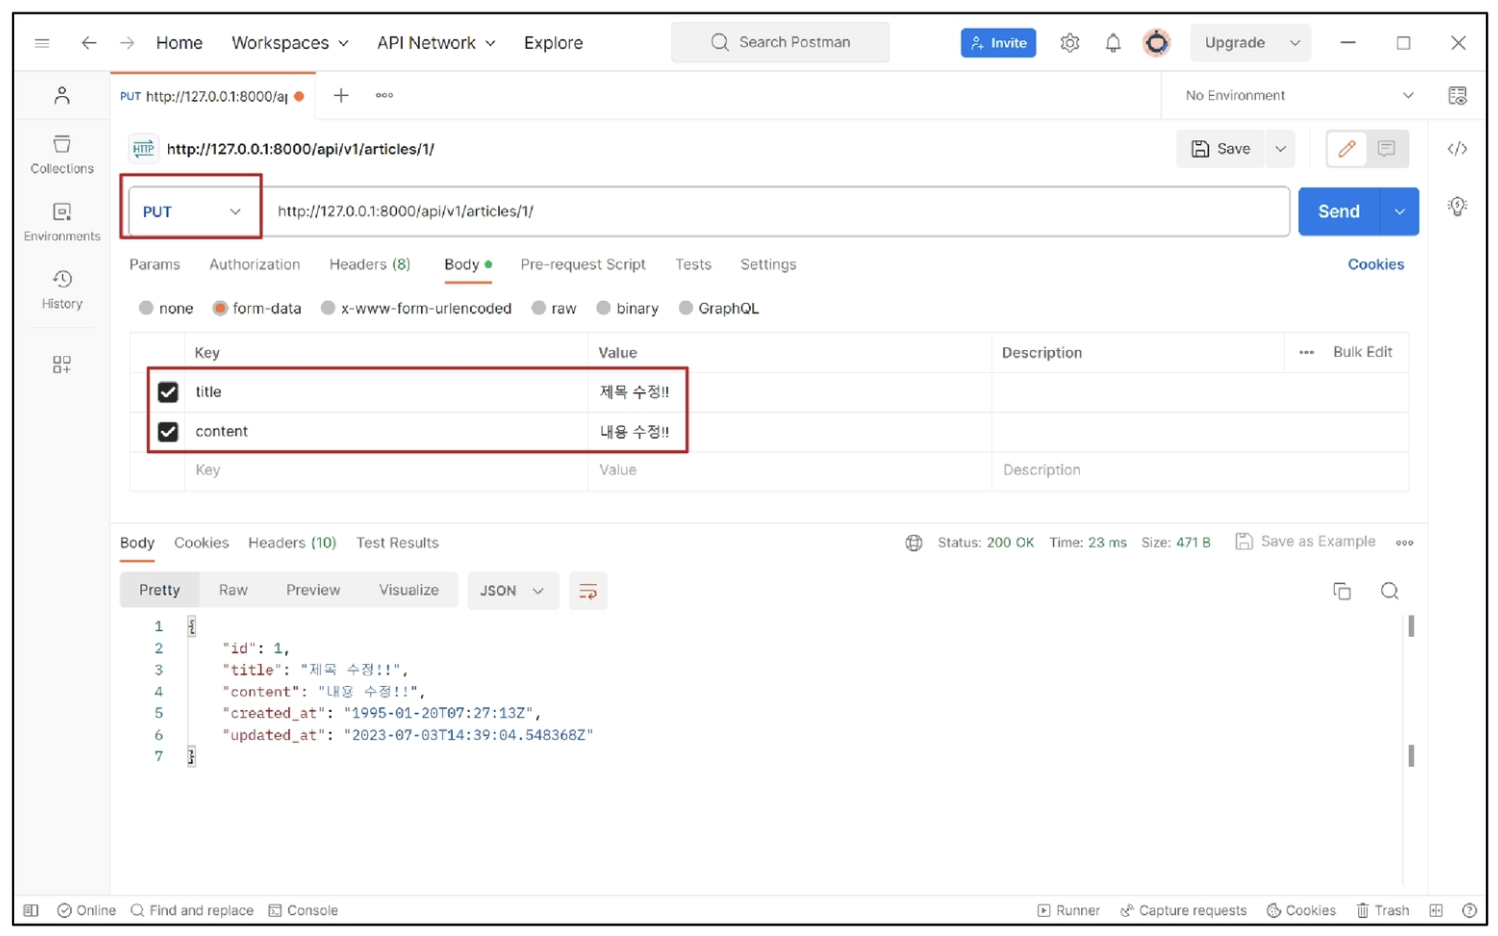 Home Workspaces API Network Explore Search Postman Invite Upgrade
PUT http://127.0.0.1:8000/ap No Environment
HTTP http://127.0.0.1:8000/api/v1/articles/1/ Save
Collections
PUT http://127.0.0.1:8000/api/v1/articles/1/ Send
Environments
Params Authorization Headers (8) Body Pre-request Script Tests Settings Cookies
History
none form-data x-www-form-urlencoded raw binary GraphQL
Key Value Description Bulk Edit
title 제목 수정!!
content 내용 수정!!
Key Value Description
Body Cookies Headers (10) Test Results Status: 200 OK Time: 23 ms Size: 471 B Save as Example
Pretty Raw Preview Visualize JSON
1 {
2 "id": 1,
3 "title": "제목 수정!!",
4 "content": "내용 수정!!",
5 "created_at": "1995-01-20T07:27:13Z",
6 "updated_at": "2023-07-03T14:39:04.548368Z"
7 }
Online Find and replace Console Runner Capture requests Cookies Trash